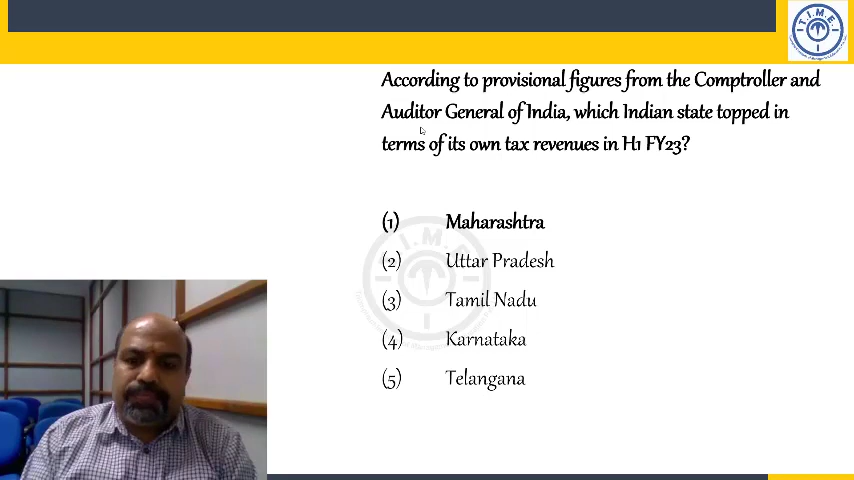 T.I.M.E.
According to provisional figures from the Comptroller and
Auditor General of India, which Indian state topped in
terms of its own tax revenues in H1 FY23?
(1) Maharashtra
(2) Uttar Pradesh
(3) Tamil Nadu
(4) Karnataka
(5) Telangana